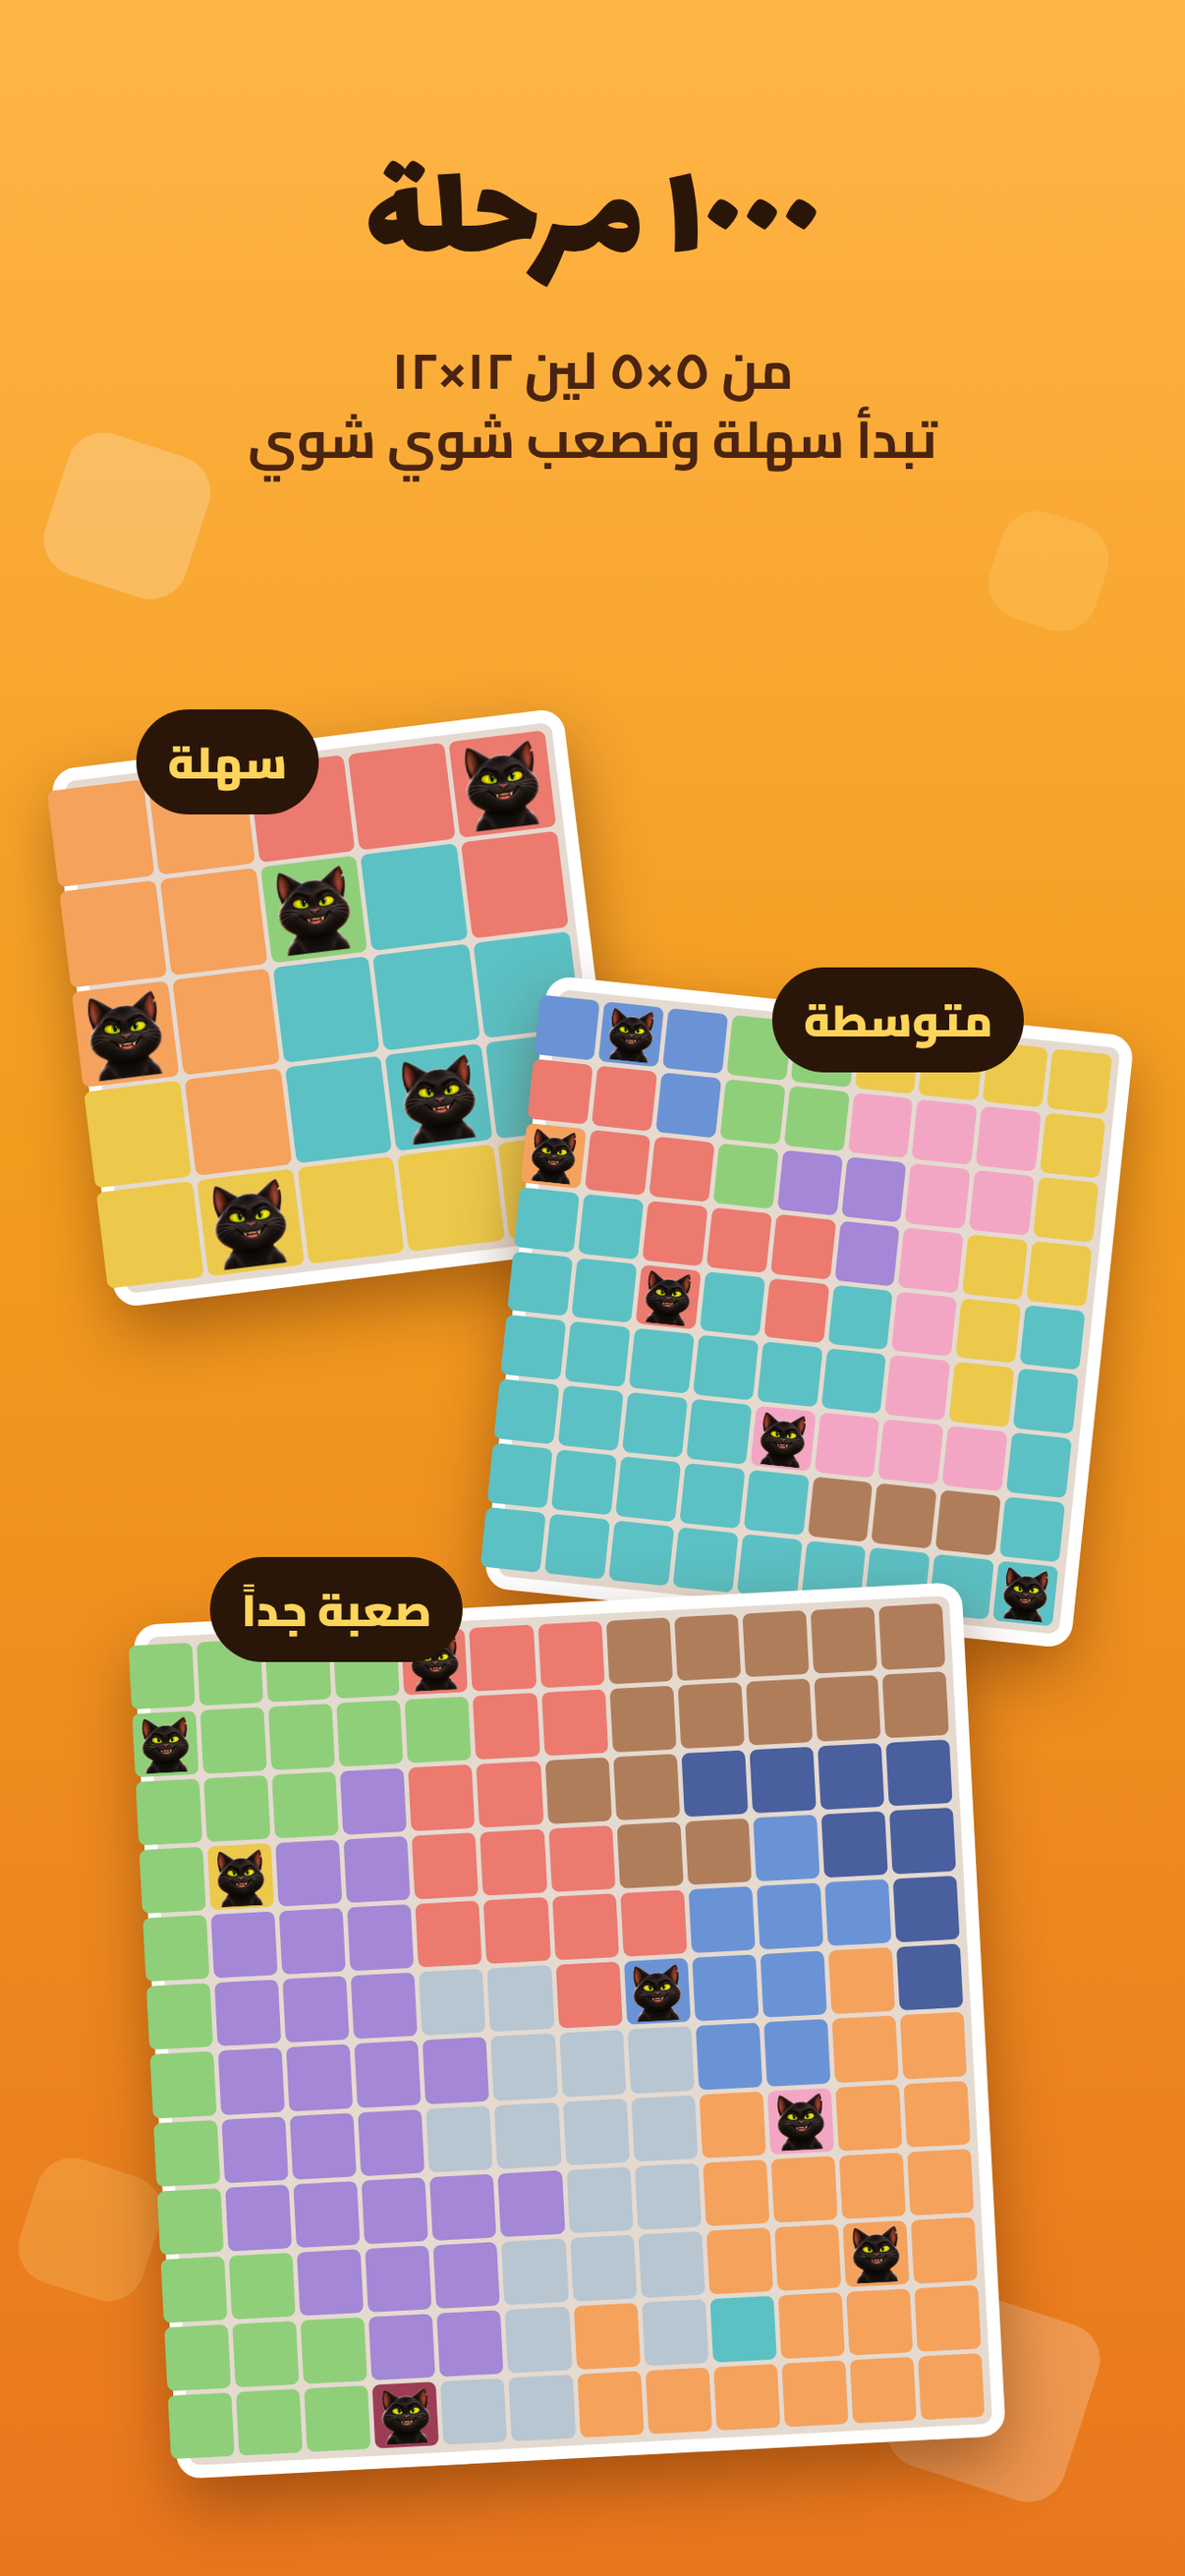 ١٠٠٠ مرحلة
من ٥×٥ لين ١٢×١٢
تبدأ سهلة وتصعب شوي شوي
سهلة
متوسطة
صعبة جداً